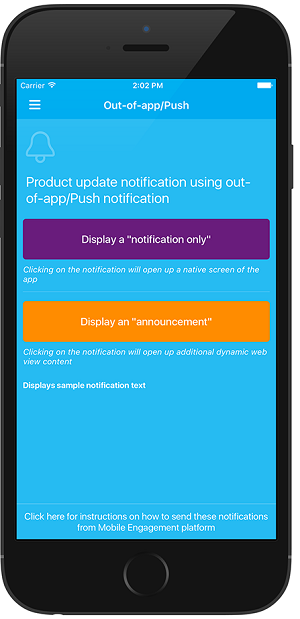 Carrier 2:02 PM
Out-of-app/Push
Product update notification using out-
of-app/Push notification
Display a "notification only"
Clicking on the notification will open up a native screen of the
app
Display an "announcement"
Clicking on the notification will open up additional dynamic web
view content
Displays sample notification text
Click here for instructions on how to send these notifications
from Mobile Engagement platform